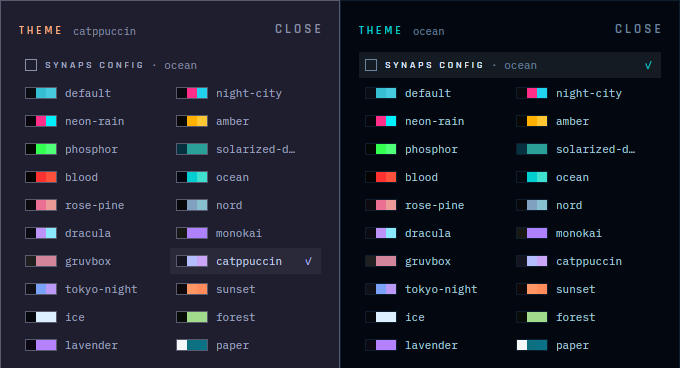 THEME catppuccin CLOSE
SYNAPS CONFIG · ocean
default night-city
neon-rain amber
phosphor solarized-d…
blood ocean
rose-pine nord
dracula monokai
gruvbox catppuccin ✓
tokyo-night sunset
ice forest
lavender paper
THEME ocean CLOSE
SYNAPS CONFIG · ocean ✓
default night-city
neon-rain amber
phosphor solarized-d…
blood ocean
rose-pine nord
dracula monokai
gruvbox catppuccin
tokyo-night sunset
ice forest
lavender paper